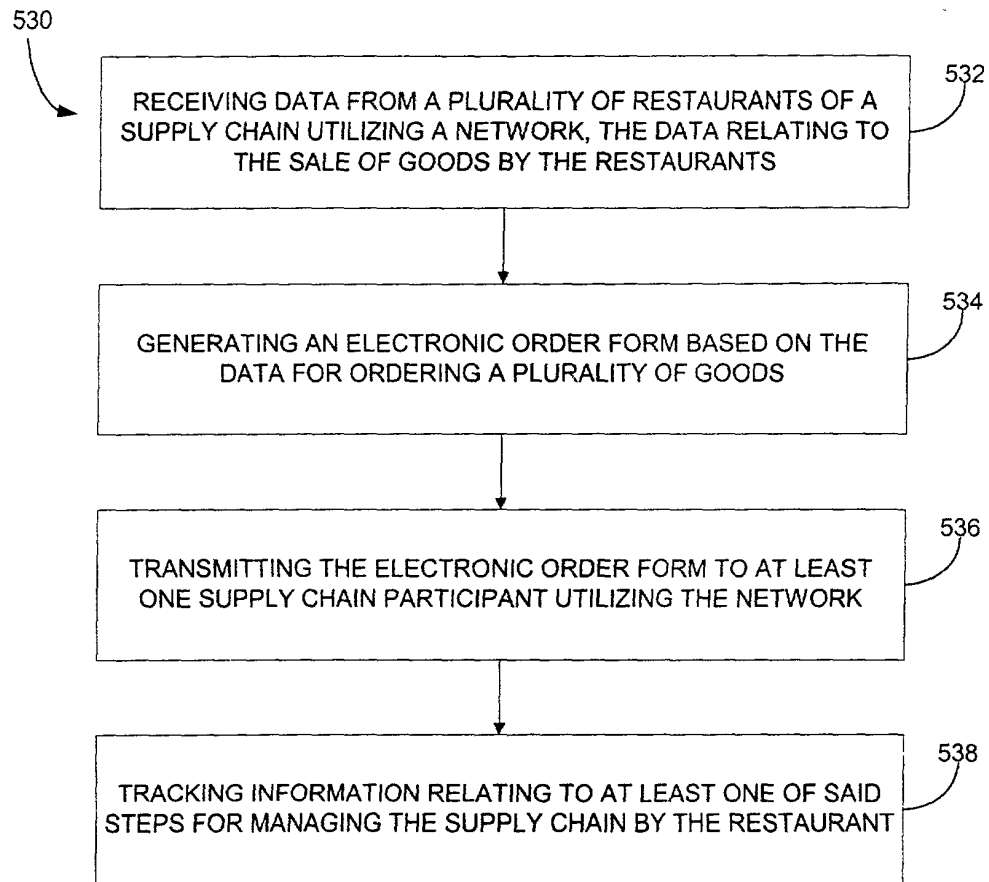 530
532
RECEIVING DATA FROM A PLURALITY OF RESTAURANTS OF A
SUPPLY CHAIN UTILIZING A NETWORK, THE DATA RELATING TO
THE SALE OF GOODS BY THE RESTAURANTS
534
GENERATING AN ELECTRONIC ORDER FORM BASED ON THE
DATA FOR ORDERING A PLURALITY OF GOODS
536
TRANSMITTING THE ELECTRONIC ORDER FORM TO AT LEAST
ONE SUPPLY CHAIN PARTICIPANT UTILIZING THE NETWORK
538
TRACKING INFORMATION RELATING TO AT LEAST ONE OF SAID
STEPS FOR MANAGING THE SUPPLY CHAIN BY THE RESTAURANT